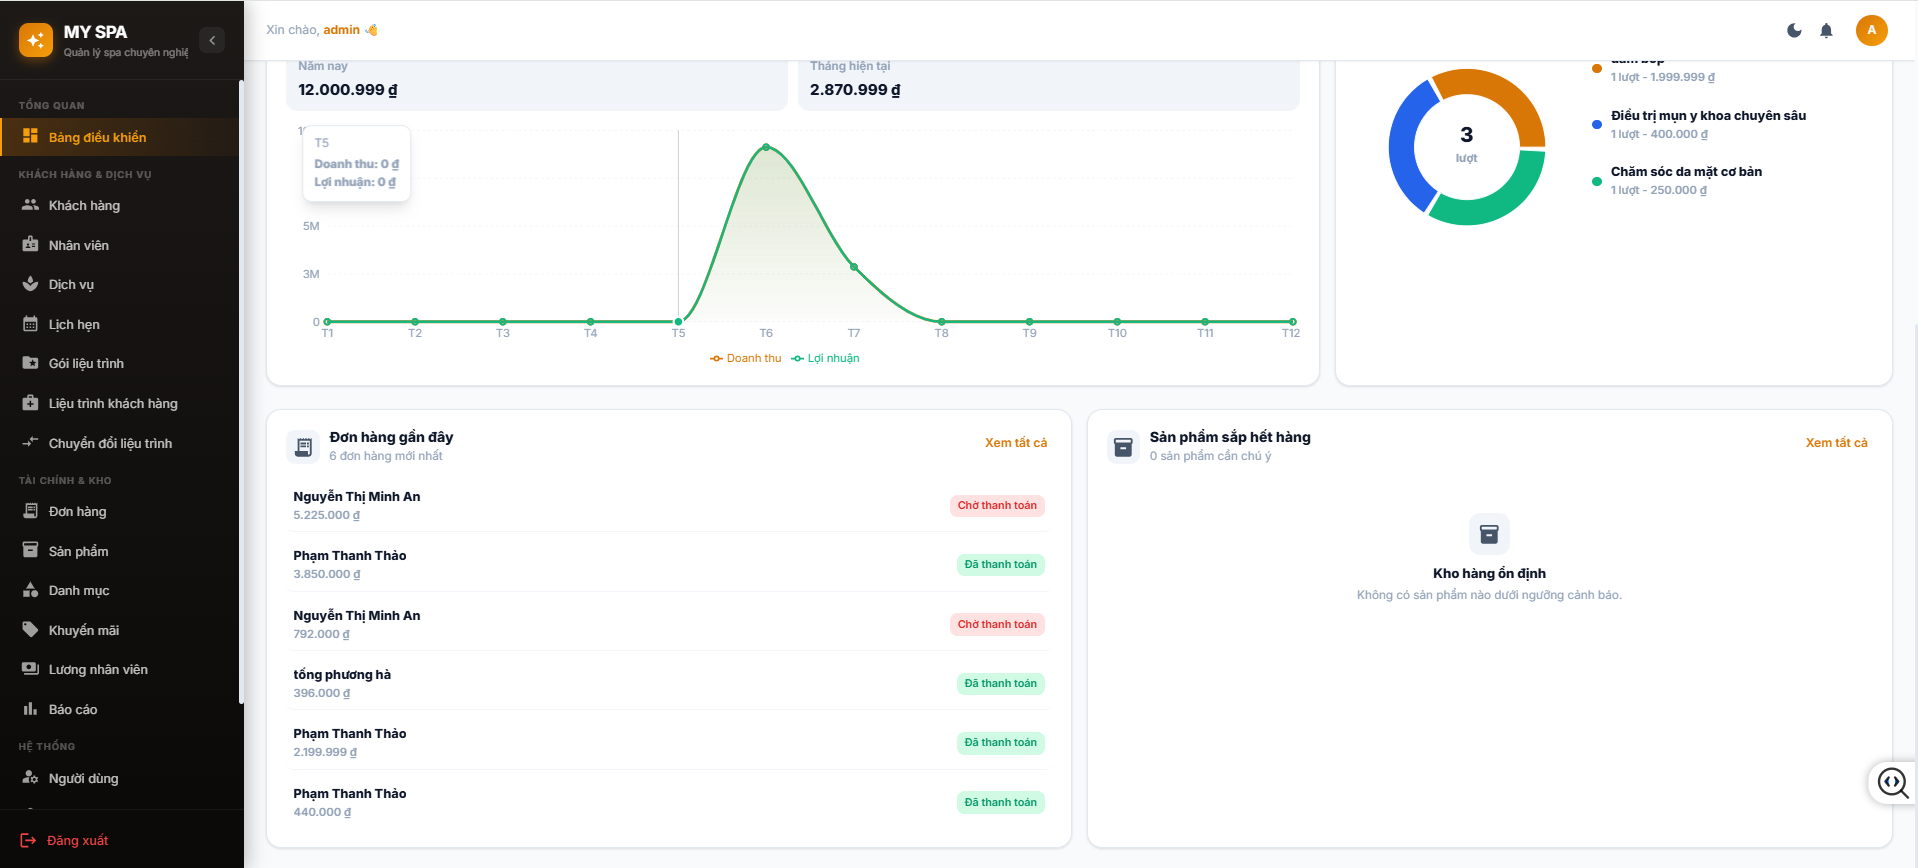 MY SPA
Quản lý spa chuyên nghiệ
TỔNG QUAN
Bảng điều khiển
KHÁCH HÀNG & DỊCH VỤ
Khách hàng
Nhân viên
Dịch vụ
Lịch hẹn
Gói liệu trình
Liệu trình khách hàng
Chuyển đổi liệu trình
TÀI CHÍNH & KHO
Đơn hàng
Sản phẩm
Danh mục
Khuyến mãi
Lương nhân viên
Báo cáo
HỆ THỐNG
Người dùng
Đăng xuất
Xin chào, admin 👋
A
Năm nay
12.000.999 ₫
Tháng hiện tại
2.870.999 ₫
T5
Doanh thu: 0 ₫
Lợi nhuận: 0 ₫
5M
3M
0
T1 T2 T3 T4 T5 T6 T7 T8 T9 T10 T11 T12
Doanh thu Lợi nhuận
3
lượt
1 lượt - 1.999.999 ₫
Điều trị mụn y khoa chuyên sâu
1 lượt - 400.000 ₫
Chăm sóc da mặt cơ bản
1 lượt - 250.000 ₫
Đơn hàng gần đây
6 đơn hàng mới nhất
Xem tất cả
Nguyễn Thị Minh An
5.225.000 ₫
Chờ thanh toán
Phạm Thanh Thảo
3.850.000 ₫
Đã thanh toán
Nguyễn Thị Minh An
792.000 ₫
Chờ thanh toán
tống phương hà
396.000 ₫
Đã thanh toán
Phạm Thanh Thảo
2.199.999 ₫
Đã thanh toán
Phạm Thanh Thảo
440.000 ₫
Đã thanh toán
Sản phẩm sắp hết hàng
0 sản phẩm cần chú ý
Xem tất cả
Kho hàng ổn định
Không có sản phẩm nào dưới ngưỡng cảnh báo.